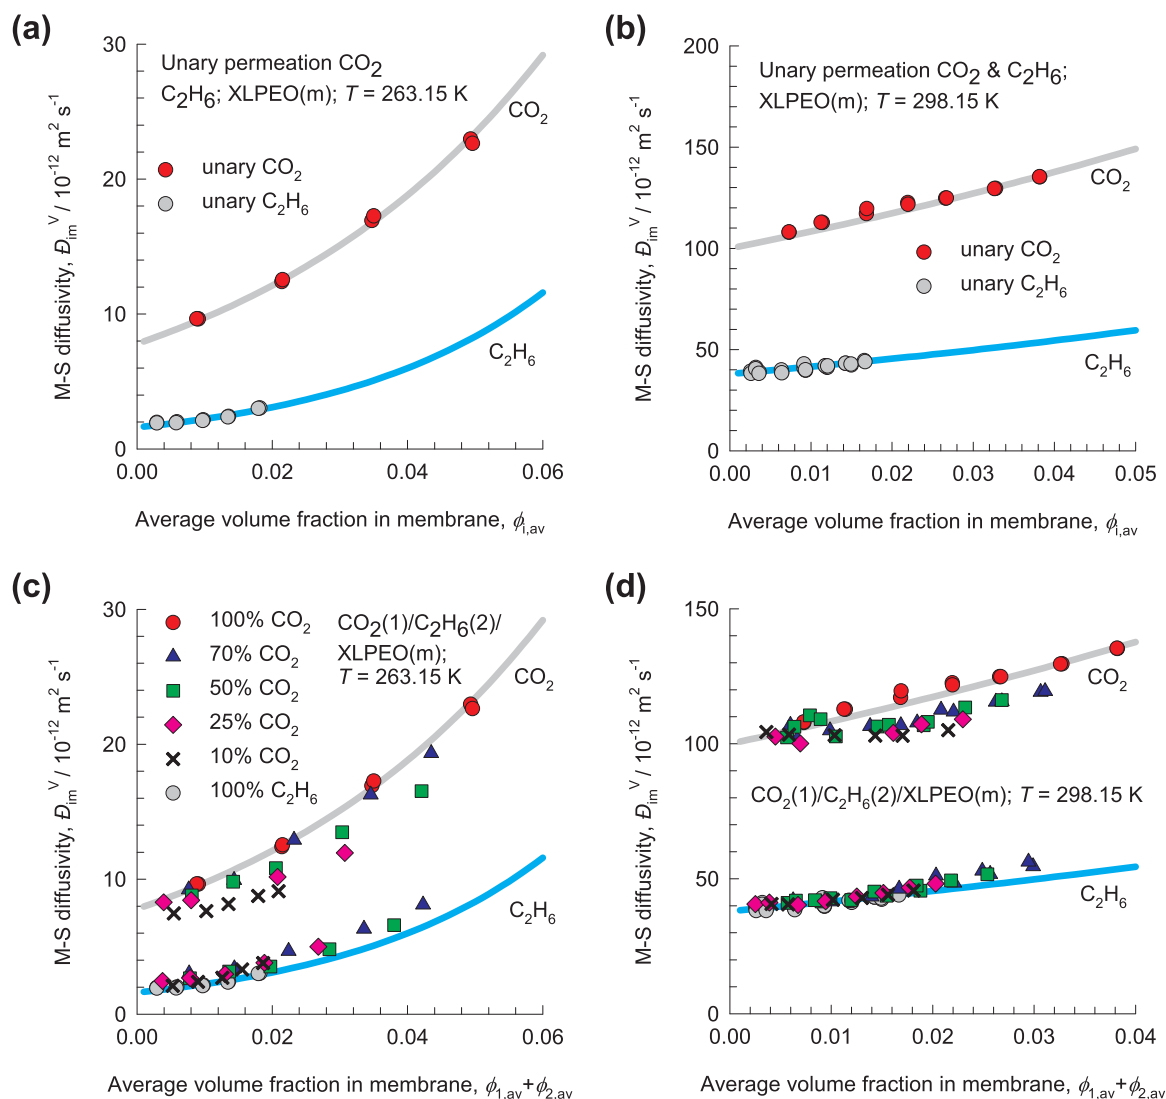 (a)
30
20
10
0
0.00 0.02 0.04 0.06
M-S diffusivity, Đ_im^V / 10^-12 m^2 s^-1
Unary permeation CO2
C2H6; XLPEO(m); T = 263.15 K
CO2
unary CO2
unary C2H6
C2H6
Average volume fraction in membrane, ϕi,av
(b)
200
150
100
50
0
0.00 0.01 0.02 0.03 0.04 0.05
M-S diffusivity, Đ_im^V / 10^-12 m^2 s^-1
Unary permeation CO2 & C2H6;
XLPEO(m); T = 298.15 K
CO2
unary CO2
unary C2H6
C2H6
Average volume fraction in membrane, ϕi,av
(c)
30
20
10
0
0.00 0.02 0.04 0.06
M-S diffusivity, Đ_im^V / 10^-12 m^2 s^-1
100% CO2
70% CO2
50% CO2
25% CO2
10% CO2
100% C2H6
CO2(1)/C2H6(2)/
XLPEO(m);
T = 263.15 K
CO2
C2H6
Average volume fraction in membrane, ϕ1,av+ϕ2,av
(d)
150
100
50
0
0.00 0.01 0.02 0.03 0.04
M-S diffusivity, Đ_im^V / 10^-12 m^2 s^-1
CO2
CO2(1)/C2H6(2)/XLPEO(m); T = 298.15 K
C2H6
Average volume fraction in membrane, ϕ1,av+ϕ2,av